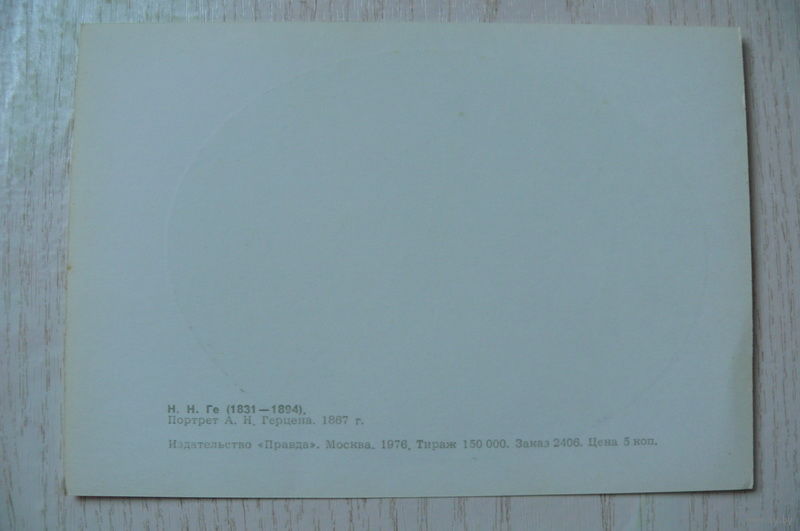 Н. Н. Ге (1831—1894).
Портрет А. И. Герцена. 1867 г.
Издательство «Правда». Москва. 1976. Тираж 150 000. Заказ 2406. Цена 5 коп.